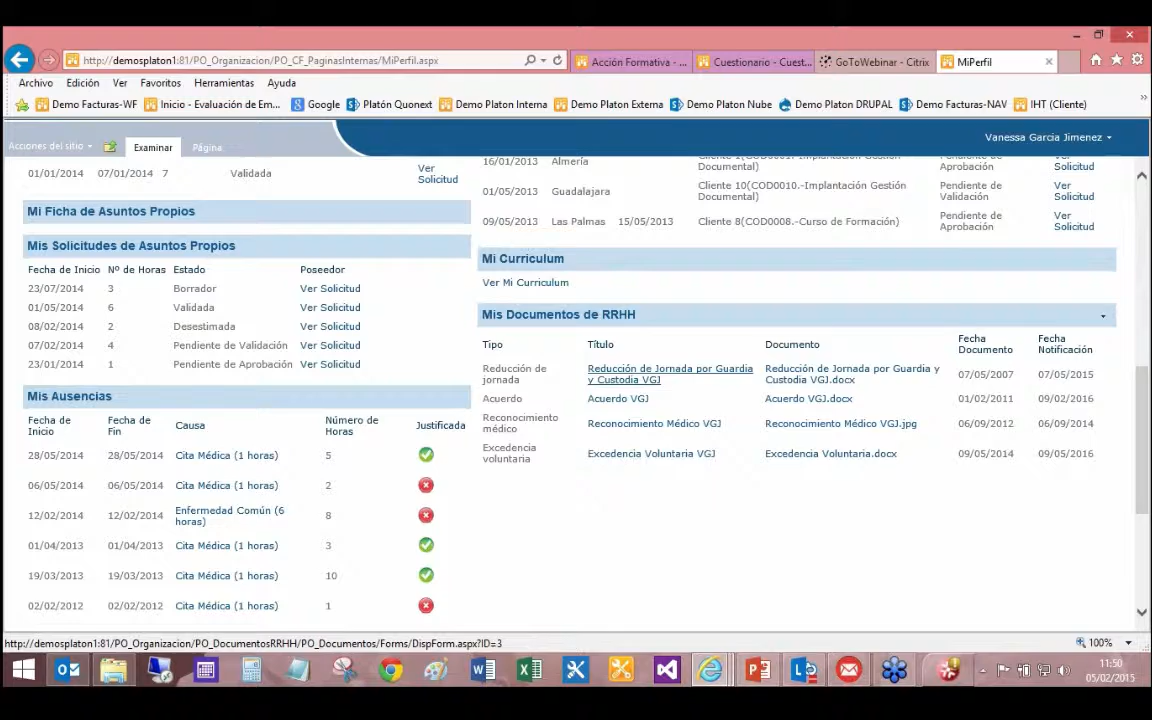 http://demosplaton1:81/PO_Organizacion/PO_CF_PaginasInternas/MiPerfil.aspx
Acción Formativa - ...
Cuestionario - Cuest...
GoToWebinar - Citrix
MiPerfil
Archivo Edición Ver Favoritos Herramientas Ayuda
Demo Facturas-WF Inicio - Evaluación de Em... Google Platón Quonext Demo Platon Interna Demo Platon Externa Demo Platon Nube Demo Platon DRUPAL Demo Facturas-NAV IHT (Cliente)
Acciones del sitio Examinar Página
Vanessa Garcia Jimenez
01/01/2014 07/01/2014 7 Validada Ver
Solicitud
Mi Ficha de Asuntos Propios
Mis Solicitudes de Asuntos Propios
Fecha de Inicio Nº de Horas Estado Poseedor
23/07/2014 3 Borrador Ver Solicitud
01/05/2014 6 Validada Ver Solicitud
08/02/2014 2 Desestimada Ver Solicitud
07/02/2014 4 Pendiente de Validación Ver Solicitud
23/01/2014 1 Pendiente de Aprobación Ver Solicitud
Mis Ausencias
Fecha de Inicio Fecha de Fin Causa Número de Horas Justificada
28/05/2014 28/05/2014 Cita Médica (1 horas) 5
06/05/2014 06/05/2014 Cita Médica (1 horas) 2
12/02/2014 12/02/2014 Enfermedad Común (6 horas) 8
01/04/2013 01/04/2013 Cita Médica (1 horas) 3
19/03/2013 19/03/2013 Cita Médica (1 horas) 10
02/02/2012 02/02/2012 Cita Médica (1 horas) 1
16/01/2013 Almería Cliente 1(COD0001.-Implantación Gestión Documental) Pendiente de Aprobación Ver Solicitud
01/05/2013 Guadalajara Cliente 10(COD0010.-Implantación Gestión Documental) Pendiente de Validación Ver Solicitud
09/05/2013 Las Palmas 15/05/2013 Cliente 8(COD0008.-Curso de Formación) Pendiente de Aprobación Ver Solicitud
Mi Curriculum
Ver Mi Curriculum
Mis Documentos de RRHH
Tipo Título Documento Fecha Documento Fecha Notificación
Reducción de jornada Reducción de Jornada por Guardia y Custodia VGJ Reducción de Jornada por Guardia y Custodia VGJ.docx 07/05/2007 07/05/2015
Acuerdo Acuerdo VGJ Acuerdo VGJ.docx 01/02/2011 09/02/2016
Reconocimiento médico Reconocimiento Médico VGJ Reconocimiento Médico VGJ.jpg 06/09/2012 06/09/2014
Excedencia voluntaria Excedencia Voluntaria VGJ Excedencia Voluntaria.docx 09/05/2014 09/05/2016
http://demosplaton1:81/PO_Organizacion/PO_DocumentosRRHH/PO_Documentos/Forms/DispForm.aspx?ID=3
100%
11:50
05/02/2015